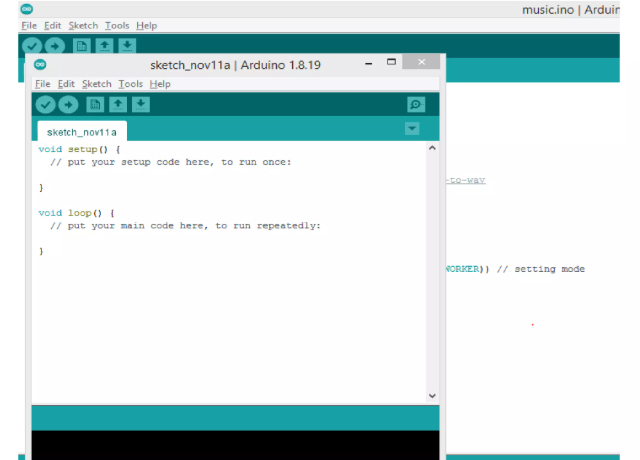 music.ino | Arduin
File Edit Sketch Tools Help
sketch_nov11a | Arduino 1.8.19
File Edit Sketch Tools Help
sketch_nov11a
void setup() {
// put your setup code here, to run once:
}
void loop() {
// put your main code here, to run repeatedly:
}
-to-way
WORKER)) // setting mode